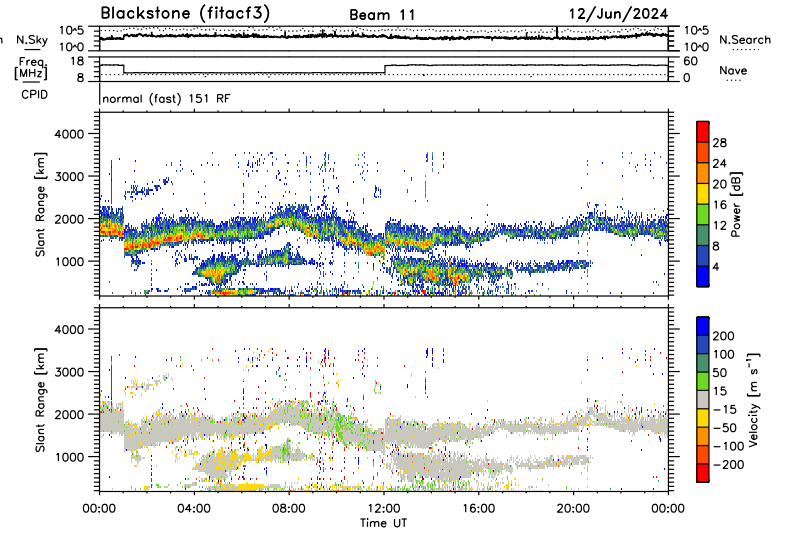 Blackstone (fitacf3)
Beam 11
12/Jun/2024
N.Sky
10^5
10^0
10^5
10^0
N.Search
Freq.
[MHz]
18
8
60
0
Nave
CPID
normal (fast) 151 RF
Slant Range [km]
4000
3000
2000
1000
28
24
20
16
12
8
4
Power [dB]
Slant Range [km]
4000
3000
2000
1000
200
100
50
15
-15
-50
-100
-200
Velocity [m s⁻¹]
00:00
04:00
08:00
12:00
16:00
20:00
00:00
Time UT